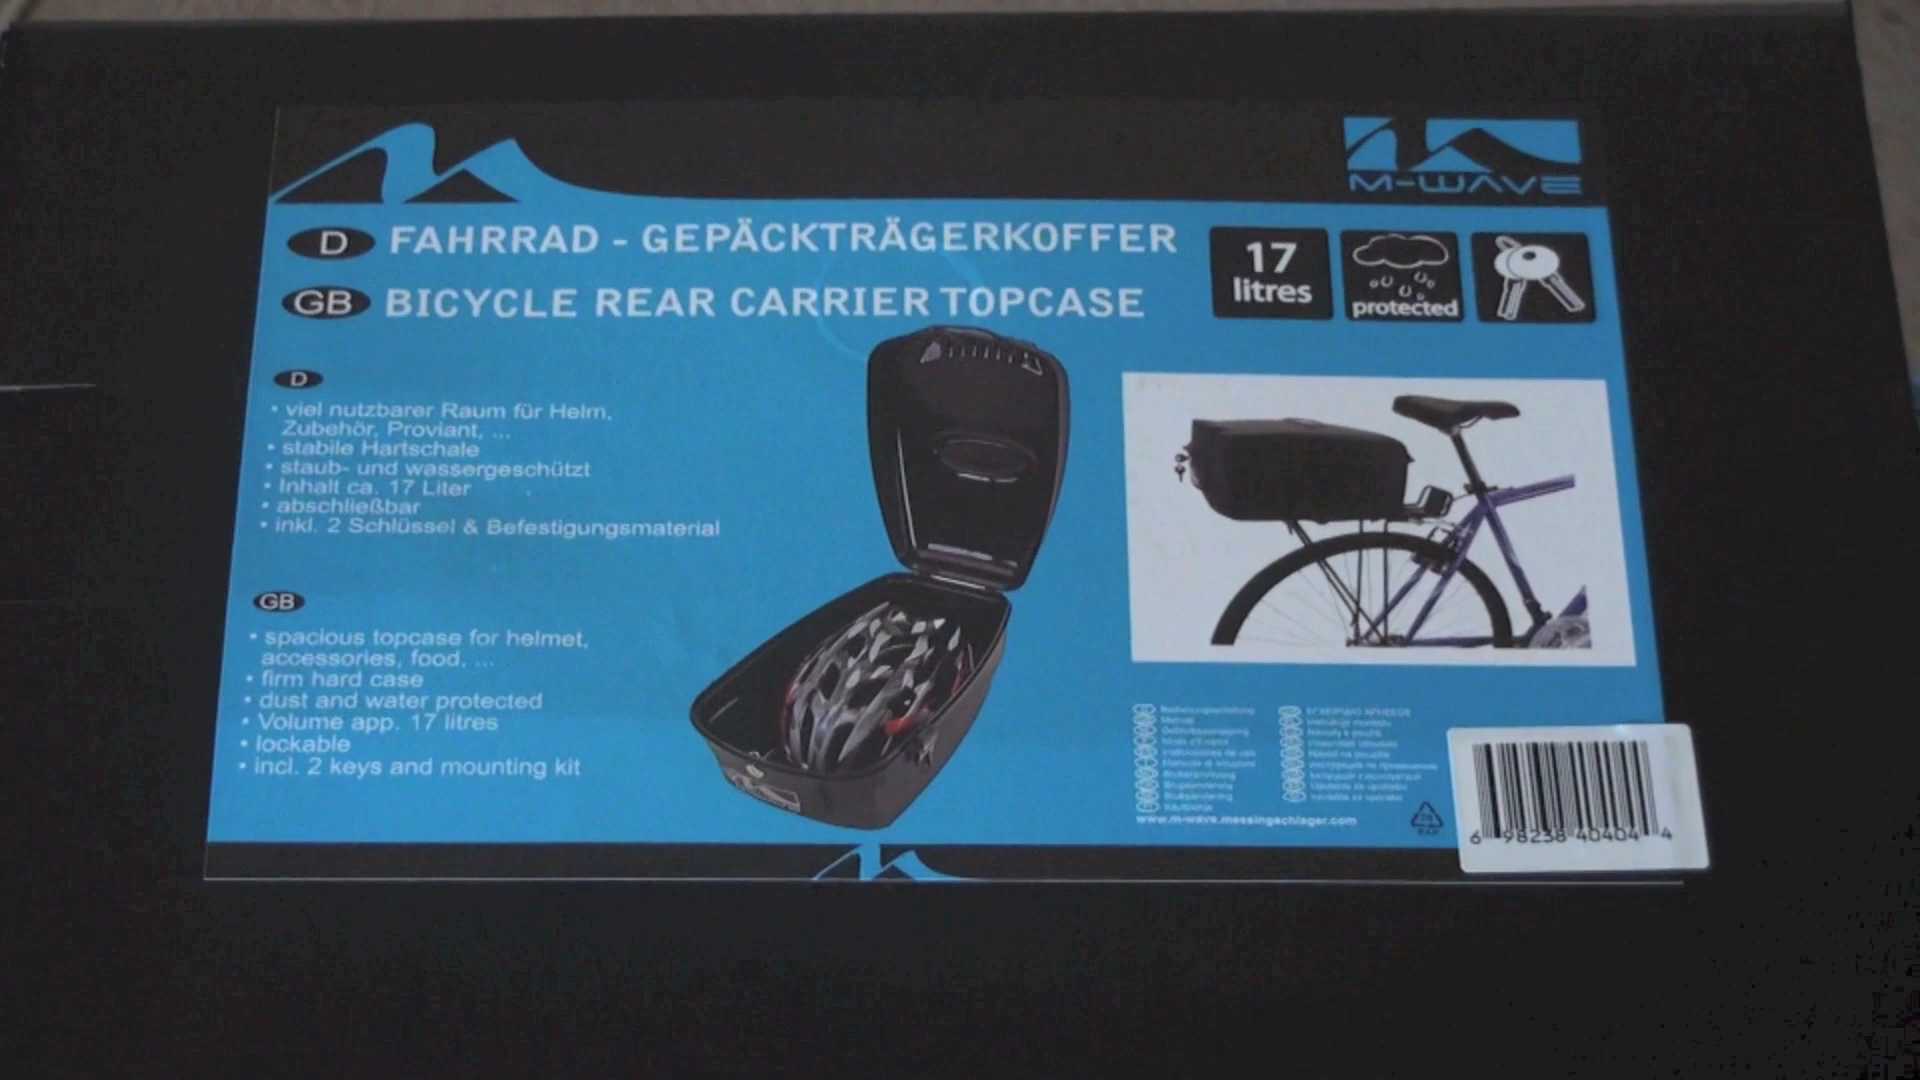 M-WAVE
D FAHRRAD - GEPÄCKTRÄGERKOFFER
GB BICYCLE REAR CARRIER TOPCASE
17
litres
protected
D
• viel nutzbarer Raum für Helm,
Zubehör, Proviant, ...
• stabile Hartschale
• staub- und wassergeschützt
• Inhalt ca. 17 Liter
• abschließbar
• inkl. 2 Schlüssel & Befestigungsmaterial
GB
• spacious topcase for helmet,
accessories, food, ...
• firm hard case
• dust and water protected
• Volume app. 17 litres
• lockable
• incl. 2 keys and mounting kit
www.m-wave.messingschlager.com
6 98238 40404 4